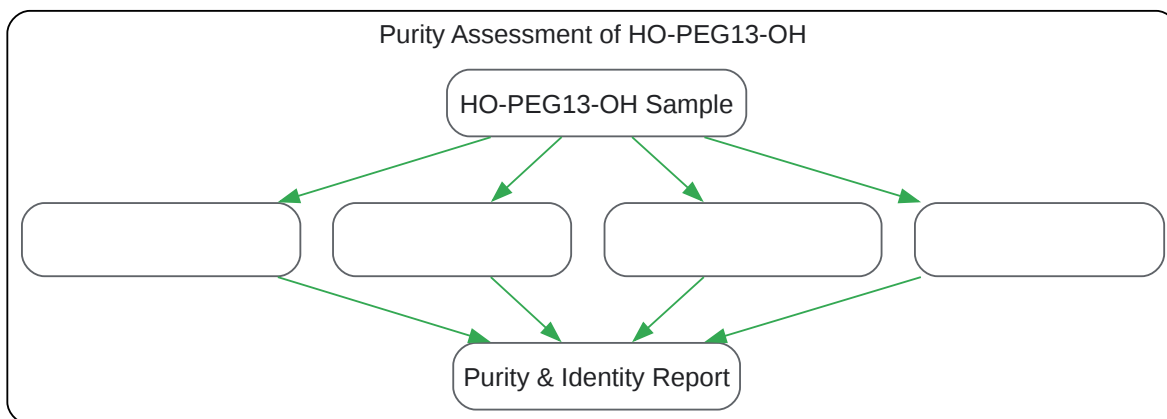 Purity Assessment of HO-PEG13-OH
HO-PEG13-OH Sample
Purity & Identity Report